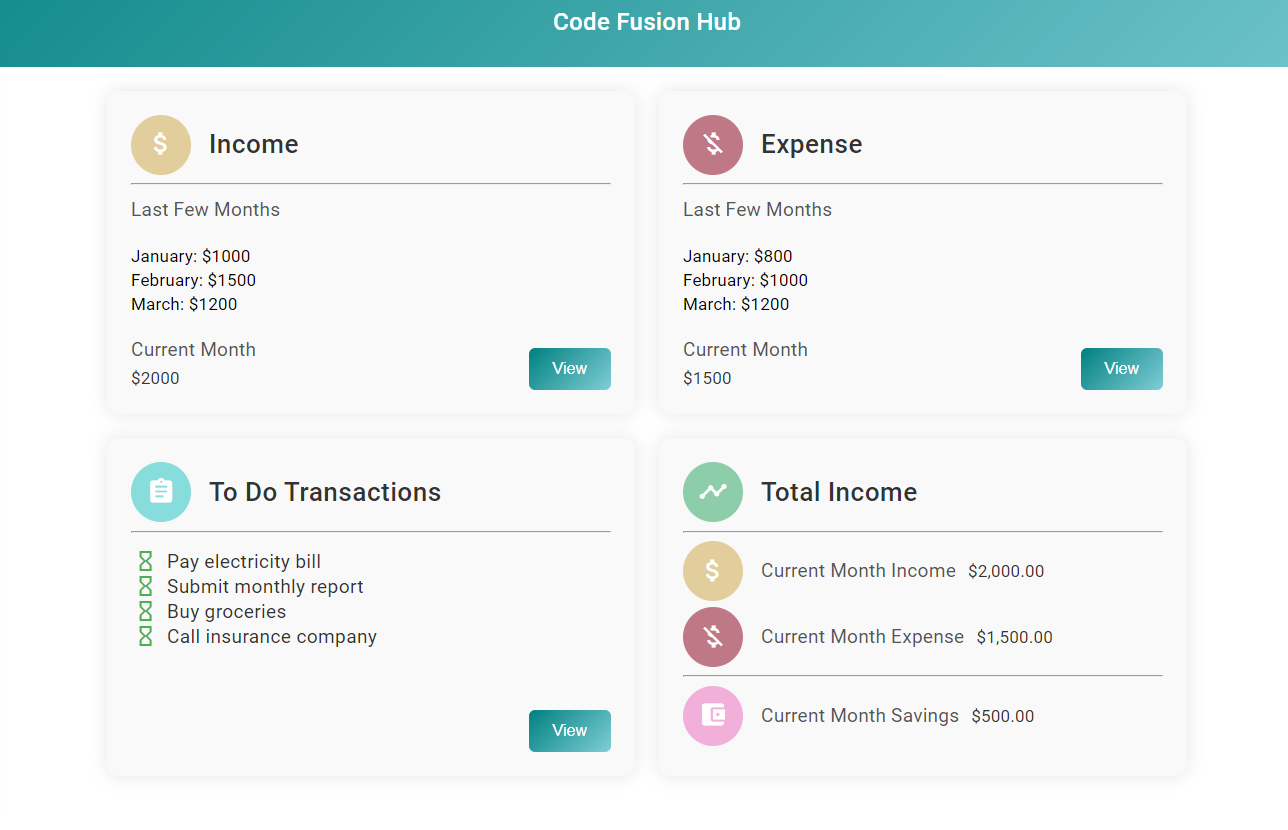 Code Fusion Hub
Income
Last Few Months
January: $1000
February: $1500
March: $1200
Current Month
$2000
View
Expense
Last Few Months
January: $800
February: $1000
March: $1200
Current Month
$1500
View
To Do Transactions
Pay electricity bill
Submit monthly report
Buy groceries
Call insurance company
View
Total Income
Current Month Income $2,000.00
Current Month Expense $1,500.00
Current Month Savings $500.00